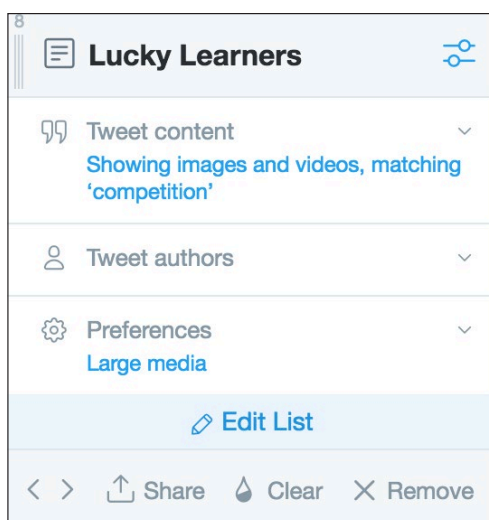 8
Lucky Learners
Tweet content
Showing images and videos, matching
‘competition’
Tweet authors
Preferences
Large media
Edit List
Share Clear Remove